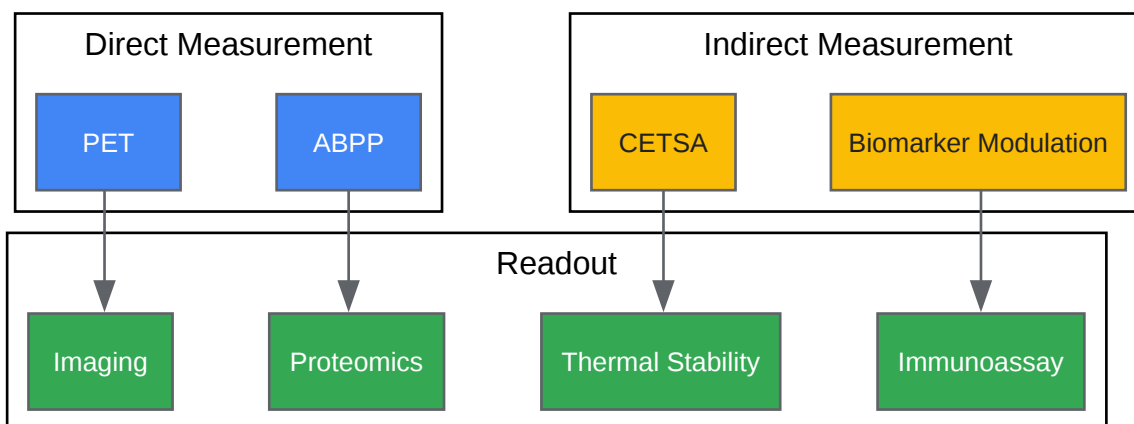 Direct Measurement
Indirect Measurement
PET
ABPP
CETSA
Biomarker Modulation
Readout
Imaging
Proteomics
Thermal Stability
Immunoassay